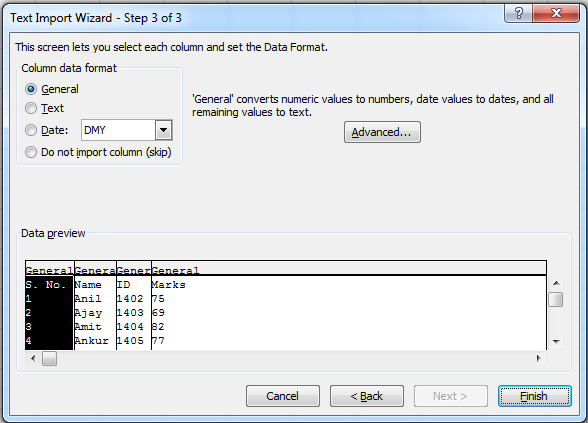 Text Import Wizard - Step 3 of 3
This screen lets you select each column and set the Data Format.
Column data format
General
Text
Date: DMY
Do not import column (skip)
'General' converts numeric values to numbers, date values to dates, and all
remaining values to text.
Advanced...
Data preview
General Genera Gener General
S. No. Name ID Marks
1 Anil 1402 75
2 Ajay 1403 69
3 Amit 1404 82
4 Ankur 1405 77
Cancel < Back Next > Finish